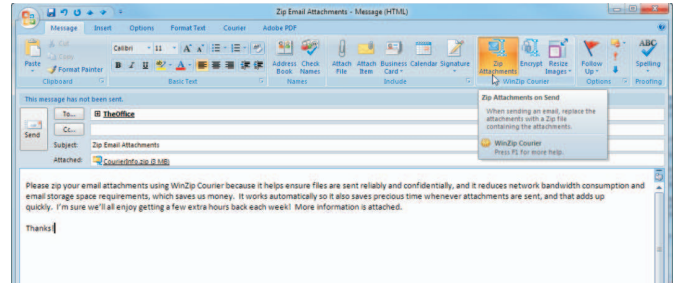 Zip Email Attachments - Message (HTML)
Message Insert Options Format Text Courier Adobe PDF
Paste
Cut
Copy
Format Painter
Clipboard
Calibri 11 A A
B I U A
Basic Text
Address Book
Check Names
Names
Attach File
Attach Item
Business Card
Calendar
Signature
Include
Zip Attachments
Encrypt
Resize Images
WinZip Courier
Follow Up
Options
ABC
Spelling
Proofing
This message has not been sent.
Send
To... TheOffice
Cc...
Subject: Zip Email Attachments
Attached: CourierInfo.zip (3 MB)
Zip Attachments on Send
When sending an email, replace the
attachments with a Zip file
containing the attachments.
WinZip Courier
Press F1 for more help.
Please zip your email attachments using WinZip Courier because it helps ensure files are sent reliably and confidentially, and it reduces network bandwidth consumption and
email storage space requirements, which saves us money. It works automatically so it also saves precious time whenever attachments are sent, and that adds up
quickly. I'm sure we'll all enjoy getting a few extra hours back each week! More information is attached.
Thanks!